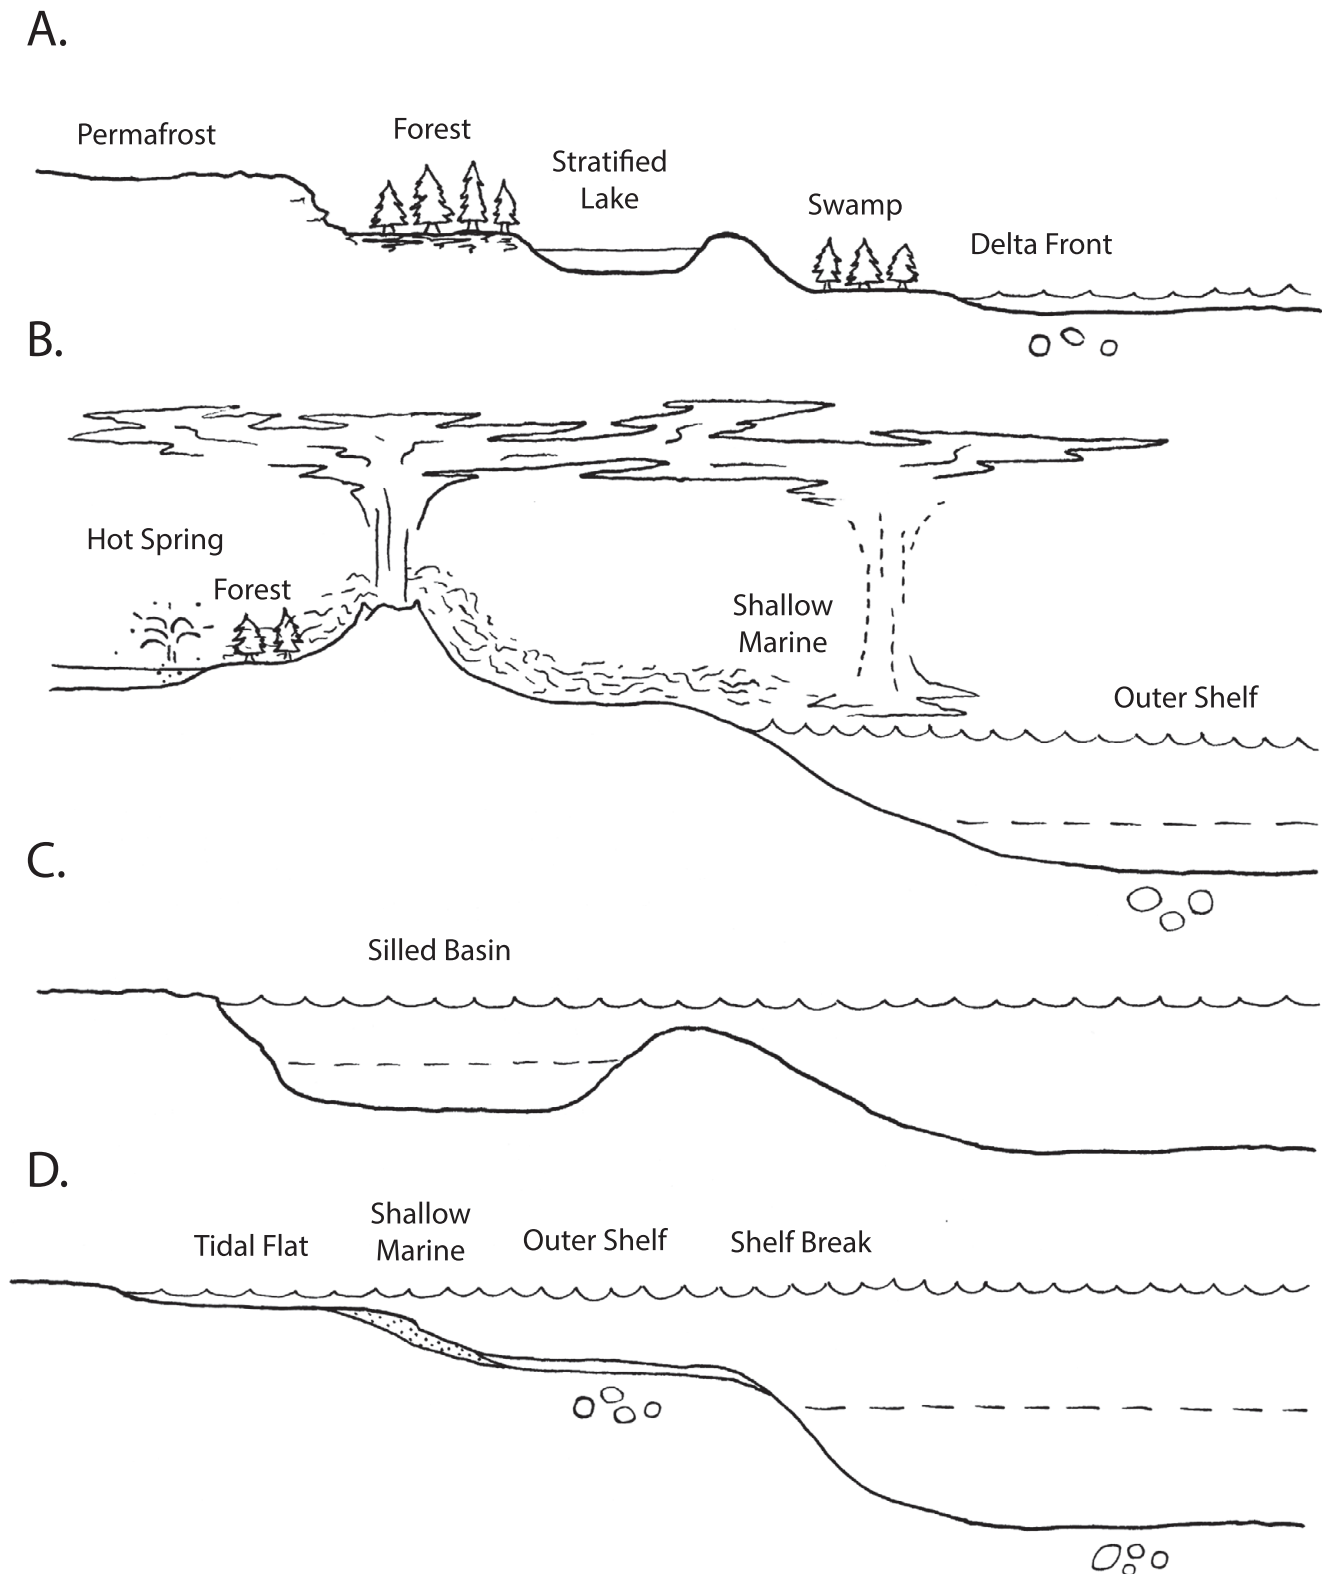 A.
Permafrost
Forest
Stratified
Lake
Swamp
Delta Front
B.
Hot Spring
Forest
Shallow
Marine
Outer Shelf
C.
Silled Basin
D.
Tidal Flat
Shallow
Marine
Outer Shelf
Shelf Break